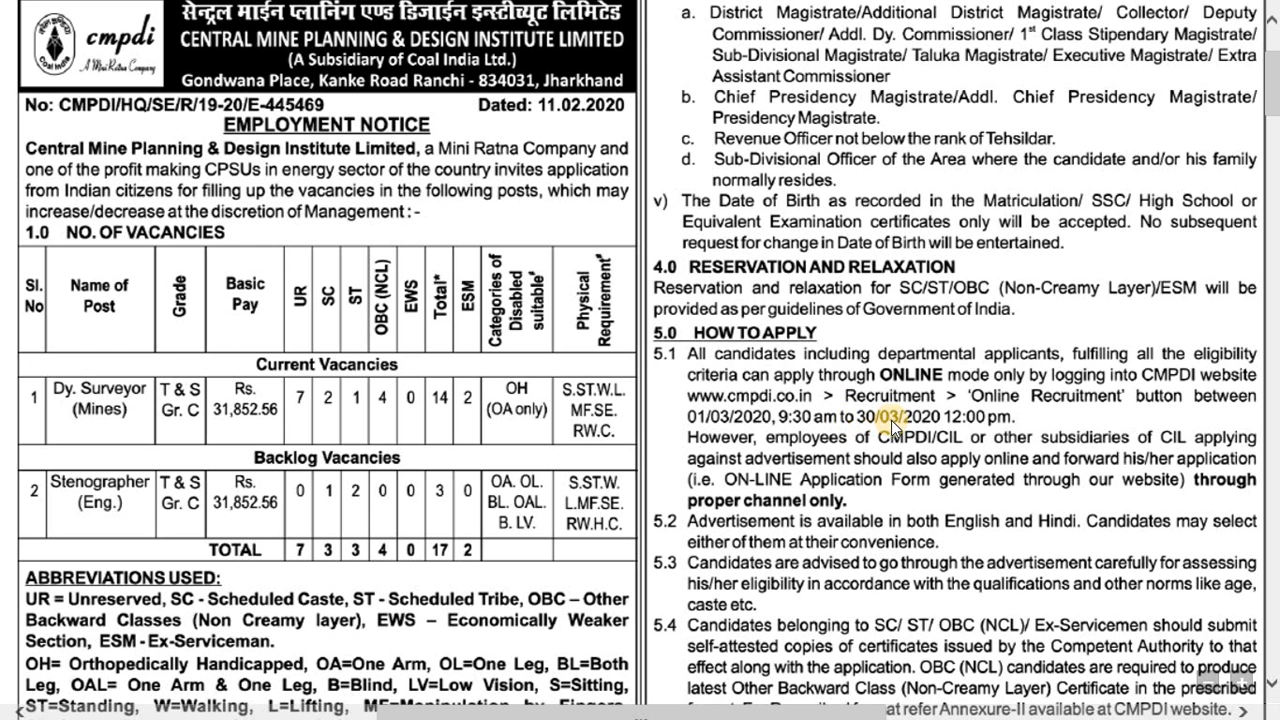 सेन्ट्रल माईन प्लानिंग एण्ड डिजाईन इन्स्टीच्यूट लिमिटेड
cmpdi
A Mini Ratna Company
Coal India
CENTRAL MINE PLANNING & DESIGN INSTITUTE LIMITED
(A Subsidiary of Coal India Ltd.)
Gondwana Place, Kanke Road Ranchi - 834031, Jharkhand
No: CMPDI/HQ/SE/R/19-20/E-445469 Dated: 11.02.2020
EMPLOYMENT NOTICE
Central Mine Planning & Design Institute Limited, a Mini Ratna Company and
one of the profit making CPSUs in energy sector of the country invites application
from Indian citizens for filling up the vacancies in the following posts, which may
increase/decrease at the discretion of Management :-
1.0 NO. OF VACANCIES
Sl. No Name of Post Grade Basic Pay UR SC ST OBC (NCL) EWS Total* ESM Categories of Disabled suitable# Physical Requirement#
Current Vacancies
1 Dy. Surveyor (Mines) T & S Gr. C Rs. 31,852.56 7 2 1 4 0 14 2 OH (OA only) S.ST.W.L. MF.SE. RW.C.
Backlog Vacancies
2 Stenographer (Eng.) T & S Gr. C Rs. 31,852.56 0 1 2 0 0 3 0 OA. OL. BL. OAL. B. LV. S.ST.W. L.MF.SE. RW.H.C.
TOTAL 7 3 3 4 0 17 2
ABBREVIATIONS USED:
UR = Unreserved, SC - Scheduled Caste, ST - Scheduled Tribe, OBC – Other
Backward Classes (Non Creamy layer), EWS – Economically Weaker
Section, ESM - Ex-Serviceman.
OH= Orthopedically Handicapped, OA=One Arm, OL=One Leg, BL=Both
Leg, OAL= One Arm & One Leg, B=Blind, LV=Low Vision, S=Sitting,
ST=Standing, W=Walking, L=Lifting, MF=Manipulation by Fingers,
a. District Magistrate/Additional District Magistrate/ Collector/ Deputy
Commissioner/ Addl. Dy. Commissioner/ 1st Class Stipendary Magistrate/
Sub-Divisional Magistrate/ Taluka Magistrate/ Executive Magistrate/ Extra
Assistant Commissioner
b. Chief Presidency Magistrate/Addl. Chief Presidency Magistrate/
Presidency Magistrate.
c. Revenue Officer not below the rank of Tehsildar.
d. Sub-Divisional Officer of the Area where the candidate and/or his family
normally resides.
v) The Date of Birth as recorded in the Matriculation/ SSC/ High School or
Equivalent Examination certificates only will be accepted. No subsequent
request for change in Date of Birth will be entertained.
4.0 RESERVATION AND RELAXATION
Reservation and relaxation for SC/ST/OBC (Non-Creamy Layer)/ESM will be
provided as per guidelines of Government of India.
5.0 HOW TO APPLY
5.1 All candidates including departmental applicants, fulfilling all the eligibility
criteria can apply through ONLINE mode only by logging into CMPDI website
www.cmpdi.co.in > Recruitment > 'Online Recruitment' button between
01/03/2020, 9:30 am to 30/03/2020 12:00 pm.
However, employees of CMPDI/CIL or other subsidiaries of CIL applying
against advertisement should also apply online and forward his/her application
(i.e. ON-LINE Application Form generated through our website) through
proper channel only.
5.2 Advertisement is available in both English and Hindi. Candidates may select
either of them at their convenience.
5.3 Candidates are advised to go through the advertisement carefully for assessing
his/her eligibility in accordance with the qualifications and other norms like age,
caste etc.
5.4 Candidates belonging to SC/ ST/ OBC (NCL)/ Ex-Servicemen should submit
self-attested copies of certificates issued by the Competent Authority to that
effect along with the application. OBC (NCL) candidates are required to produce
latest Other Backward Class (Non-Creamy Layer) Certificate in the prescribed
at refer Annexure-II available at CMPDI website.